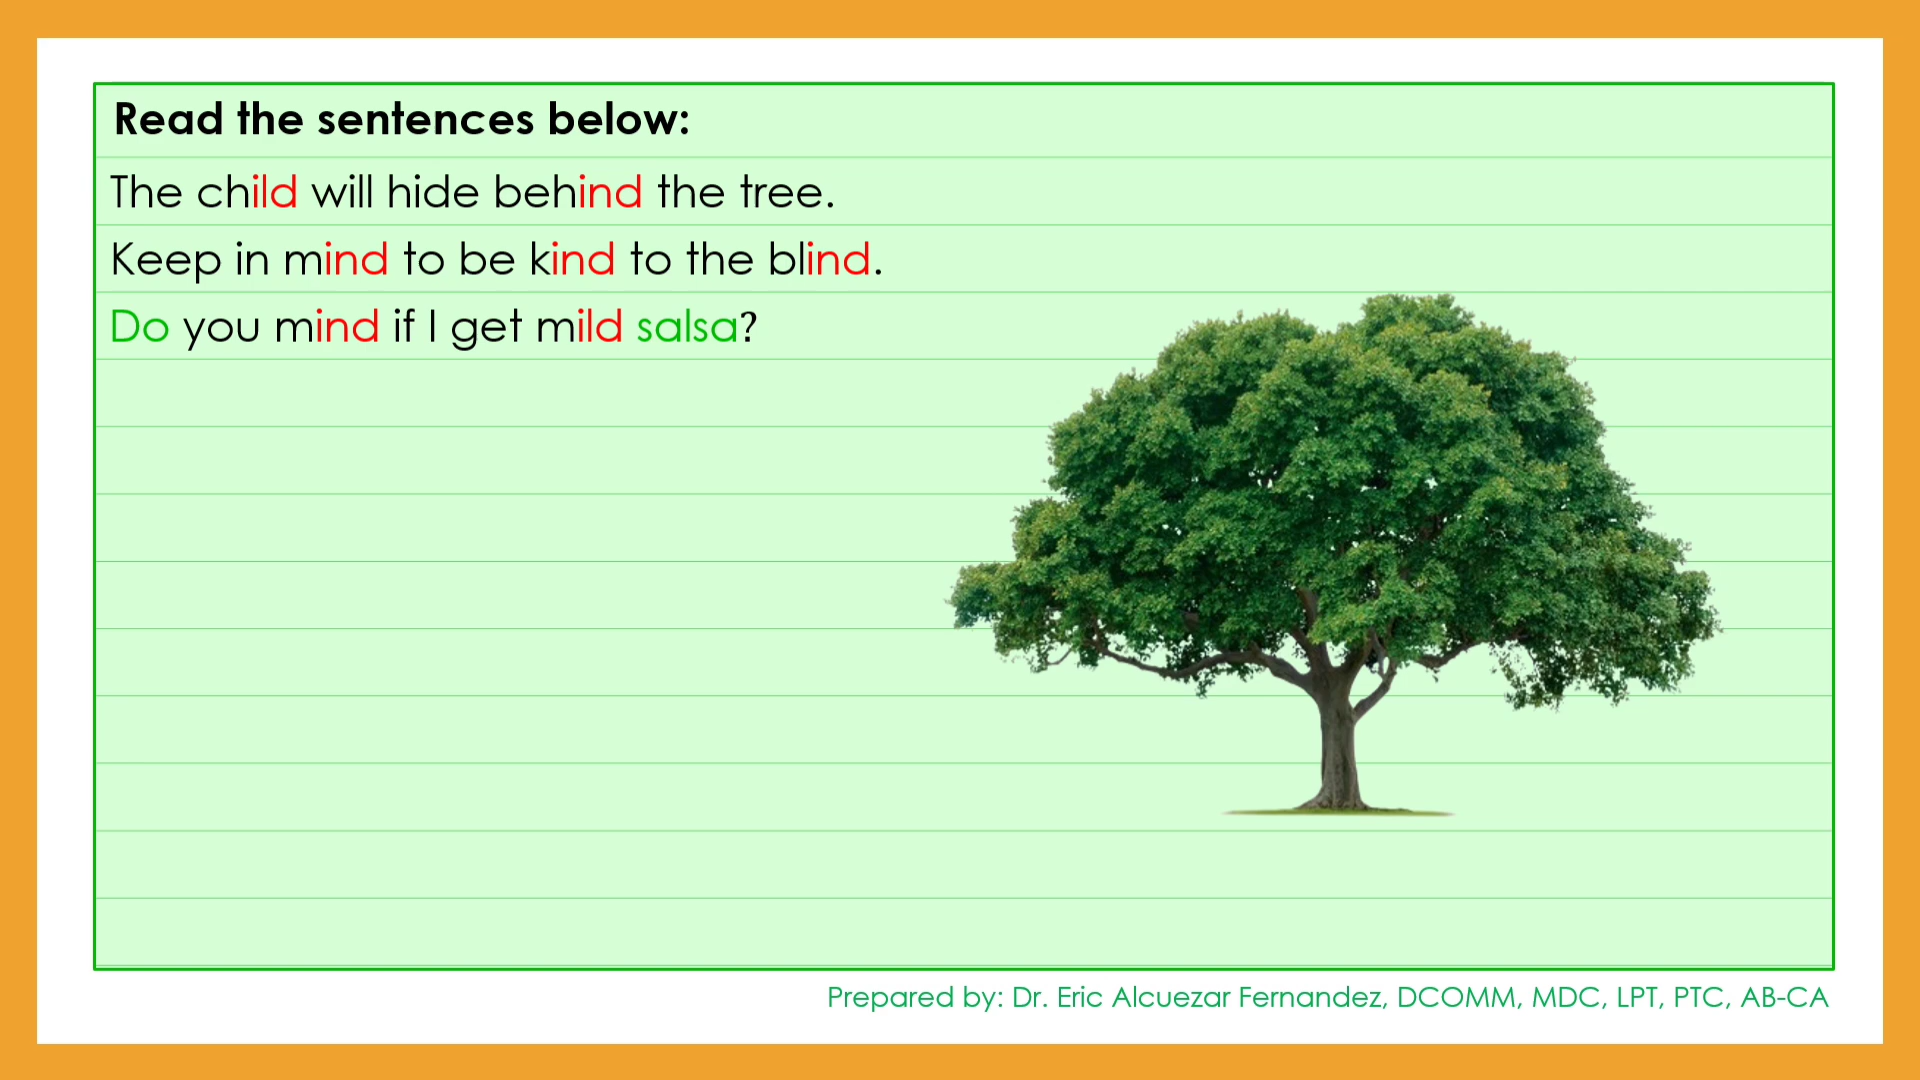 Read the sentences below:
The child will hide behind the tree.
Keep in mind to be kind to the blind.
Do you mind if I get mild salsa?
Prepared by: Dr. Eric Alcuezar Fernandez, DCOMM, MDC, LPT, PTC, AB-CA